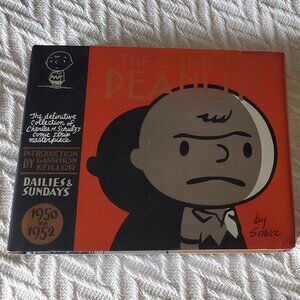 THE COMPLETE
PEANUTS
The definitive
collection of
Charles M. Schulz's
comic strip
masterpiece
INTRODUCTION
BY GARRISON
KEILLOR
DAILIES &
SUNDAYS
1950
to
1952
by
SCHULZ